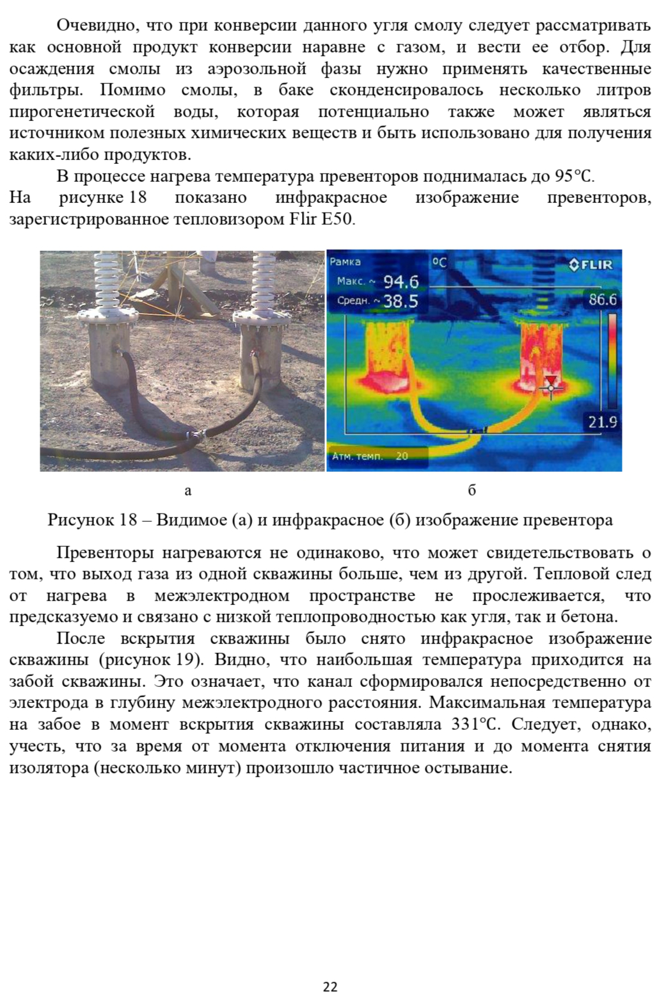 Очевидно, что при конверсии данного угля смолу следует рассматривать
как основной продукт конверсии наравне с газом, и вести ее отбор. Для
осаждения смолы из аэрозольной фазы нужно применять качественные
фильтры. Помимо смолы, в баке сконденсировалось несколько литров
пирогенетической воды, которая потенциально также может являться
источником полезных химических веществ и быть использовано для получения
каких-либо продуктов.
В процессе нагрева температура превенторов поднималась до 95°С.
На рисунке 18 показано инфракрасное изображение превенторов,
зарегистрированное тепловизором Flir E50.
Рамка °C FLIR
Макс. ~ 94.6
Средн. ~ 38.5
86.6
21.9
Атм. темп. 20
а б
Рисунок 18 – Видимое (а) и инфракрасное (б) изображение превентора
Превенторы нагреваются не одинаково, что может свидетельствовать о
том, что выход газа из одной скважины больше, чем из другой. Тепловой след
от нагрева в межэлектродном пространстве не прослеживается, что
предсказуемо и связано с низкой теплопроводностью как угля, так и бетона.
После вскрытия скважины было снято инфракрасное изображение
скважины (рисунок 19). Видно, что наибольшая температура приходится на
забой скважины. Это означает, что канал сформировался непосредственно от
электрода в глубину межэлектродного расстояния. Максимальная температура
на забое в момент вскрытия скважины составляла 331°С. Следует, однако,
учесть, что за время от момента отключения питания и до момента снятия
изолятора (несколько минут) произошло частичное остывание.
22